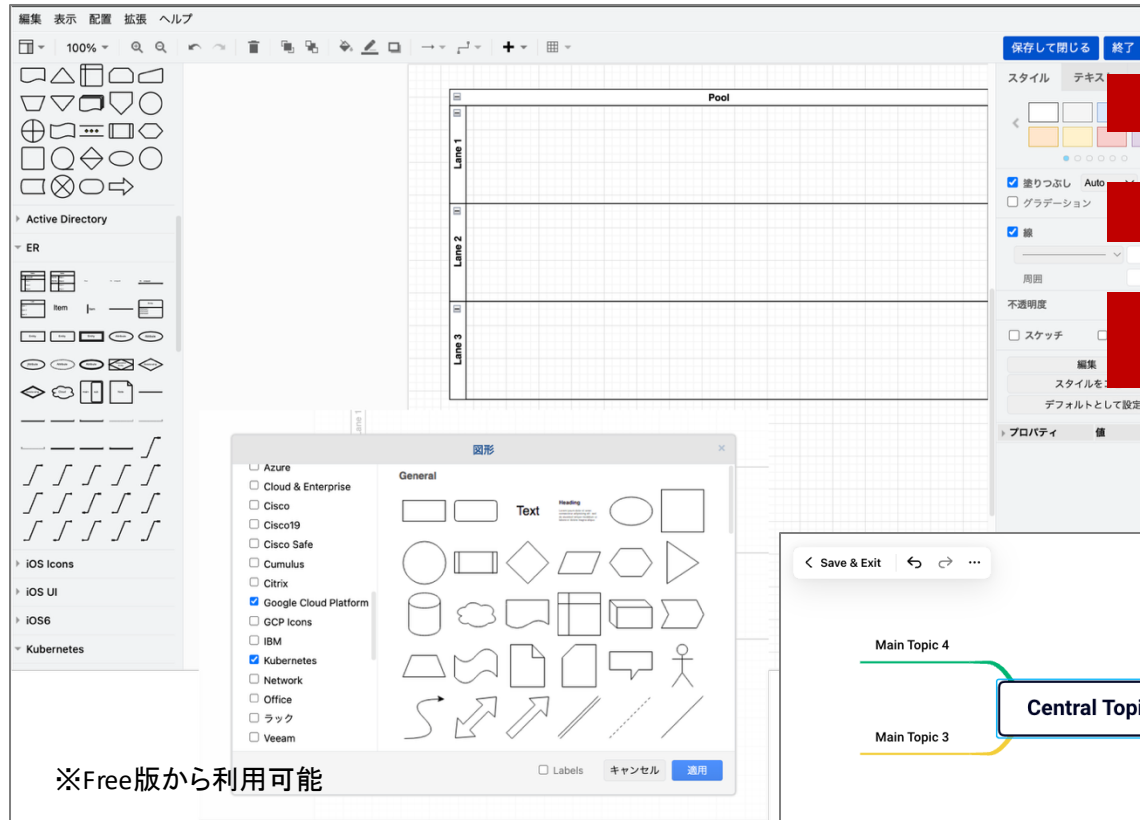 編集 表示 配置 拡張 ヘルプ
100%
保存して閉じる 終了
スタイル テキス
Pool
Lane 1
Lane 2
Lane 3
塗りつぶし Auto
グラデーション
線
周囲
不透明度
スケッチ
編集
スタイルを
デフォルトとして設定
プロパティ 値
Active Directory
ER
Item
iOS Icons
iOS UI
iOS6
Kubernetes
Lane 1
図形
Azure
Cloud & Enterprise
Cisco
Cisco19
Cisco Safe
Cumulus
Citrix
Google Cloud Platform
GCP Icons
IBM
Kubernetes
Network
Office
ラック
Veeam
General
Text
Heading
Labels キャンセル 適用
※Free版から利用可能
Save & Exit
Main Topic 4
Central Topi
Main Topic 3